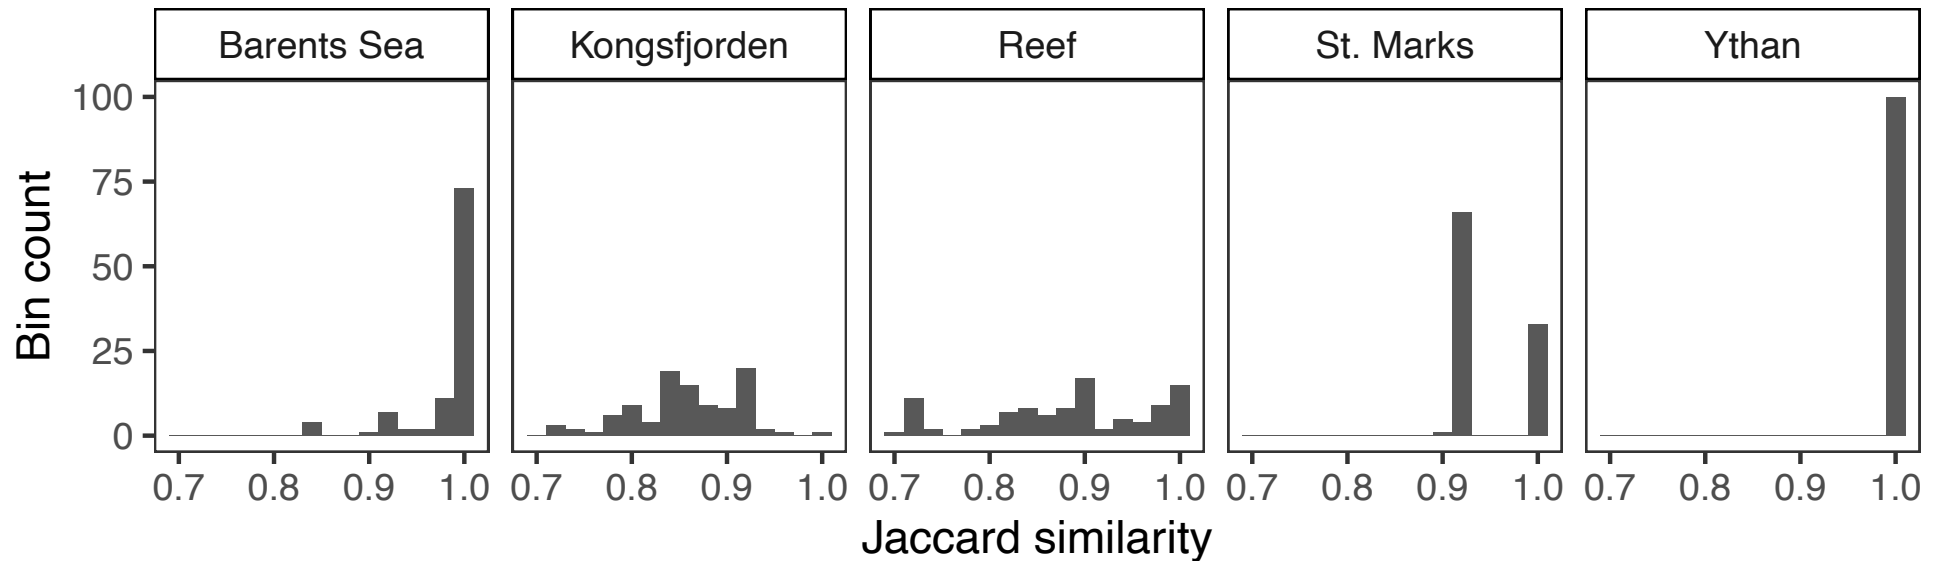 Barents Sea Kongsfjorden Reef St. Marks Ythan
100
75
50
25
0
Bin count
0.7 0.8 0.9 1.0 0.7 0.8 0.9 1.0 0.7 0.8 0.9 1.0 0.7 0.8 0.9 1.0 0.7 0.8 0.9 1.0
Jaccard similarity